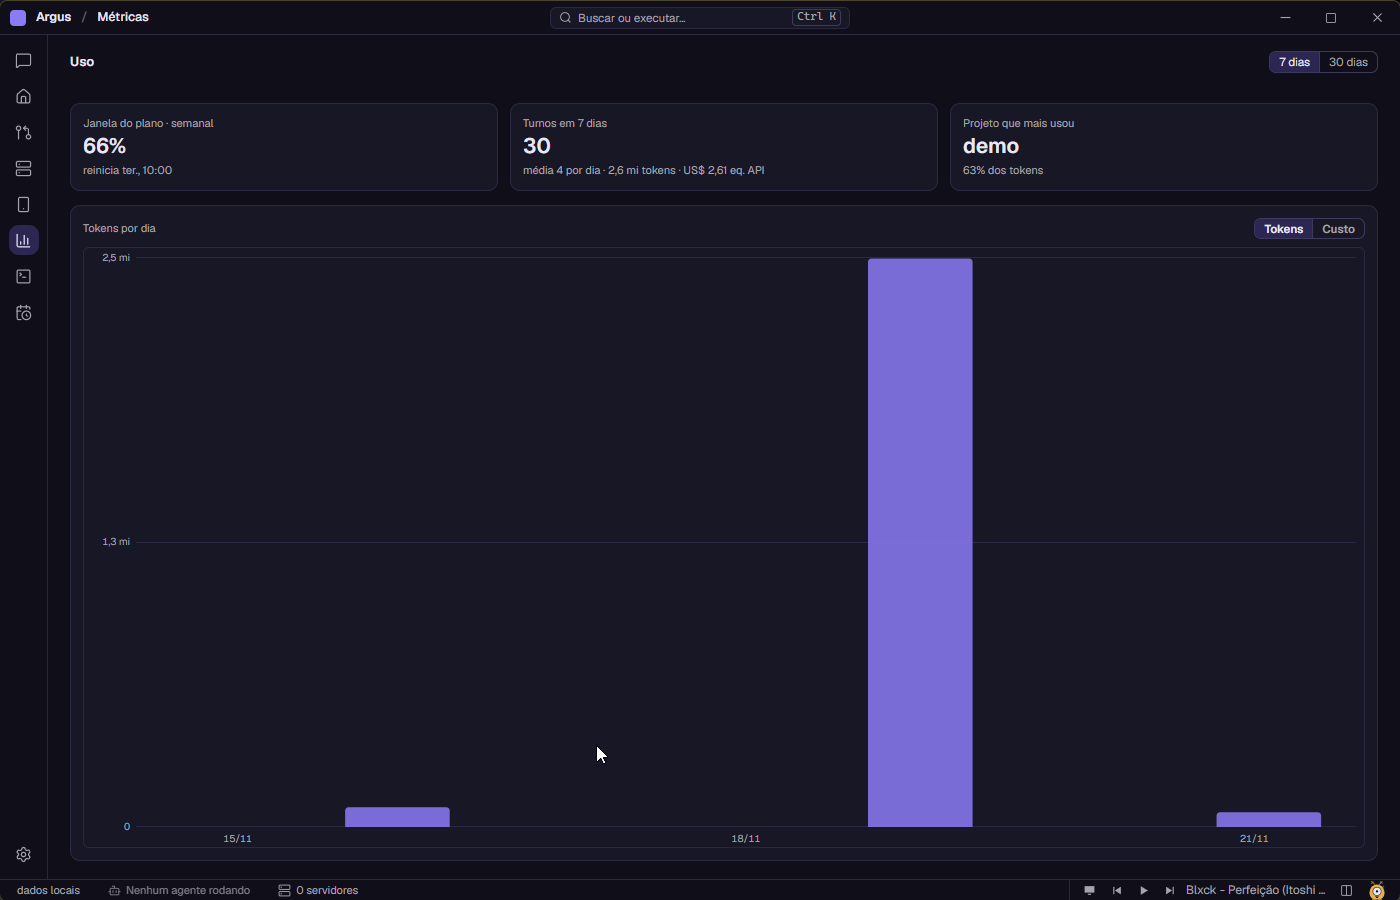 Argus / Métricas
Buscar ou executar... Ctrl K
Uso
7 dias 30 dias
Janela do plano · semanal
66%
reinicia ter., 10:00
Turnos em 7 dias
30
média 4 por dia · 2,6 mi tokens · US$ 2,61 eq. API
Projeto que mais usou
demo
63% dos tokens
Tokens por dia
Tokens Custo
2,5 mi
1,3 mi
0
15/11 18/11 21/11
dados locais Nenhum agente rodando 0 servidores Blxck - Perfeição (Itoshi ...